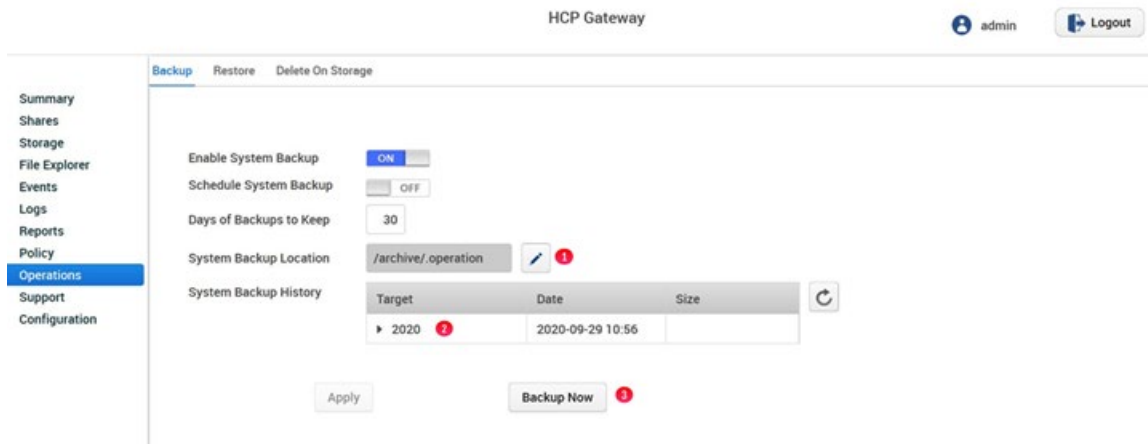 HCP Gateway
admin
Logout
Backup Restore Delete On Storage
Summary
Shares
Storage
File Explorer
Events
Logs
Reports
Policy
Operations
Support
Configuration
Enable System Backup ON
Schedule System Backup OFF
Days of Backups to Keep 30
System Backup Location /archive/.operation 1
System Backup History
Target Date Size
2020 2 2020-09-29 10:56
Apply Backup Now 3